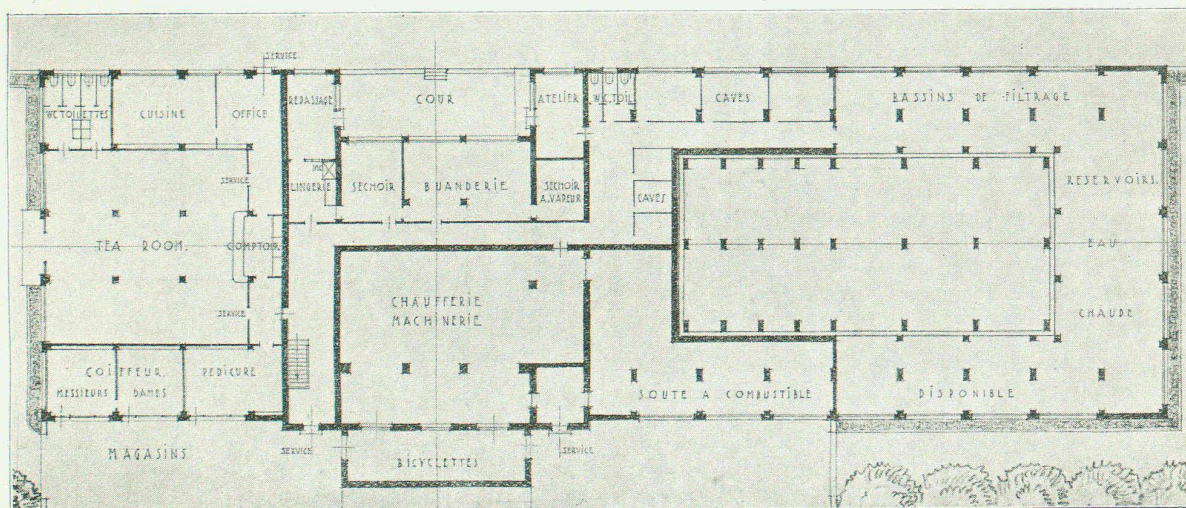 SERVICE
W.C. TOILETTES
CUISINE
OFFICE
REPASSAGE
COUR
ATELIER
W.C. TOIL.
CAVES
BASSINS DE FILTRAGE
SERVICE
LINGERIE
SECHOIR
BUANDERIE
SECHOIR
A. VAPEUR
CAVES
RESERVOIRS.
TEA ROOM.
COMPTOIR.
EAU
CHAUFFERIE
MACHINERIE
SERVICE
CHAUDE
COIFFEUR.
MESSIEURS
DAMES
PEDICURE
SOUTE A COMBUSTIBLE
DISPONIBLE
MAGASINS
SERVICE
BICYCLETTES
SERVICE